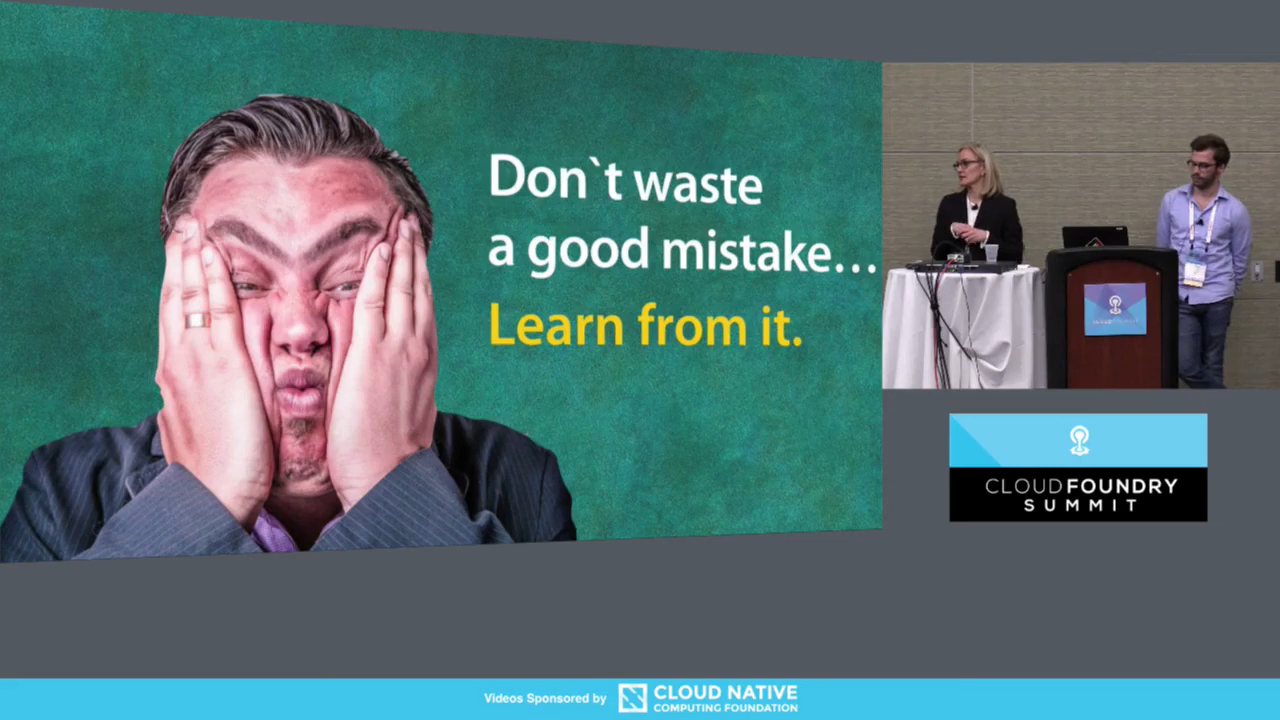 Don`t waste
a good mistake...
Learn from it.
CLOUDFOUNDRY
SUMMIT
Videos Sponsored by
CLOUD NATIVE
COMPUTING FOUNDATION